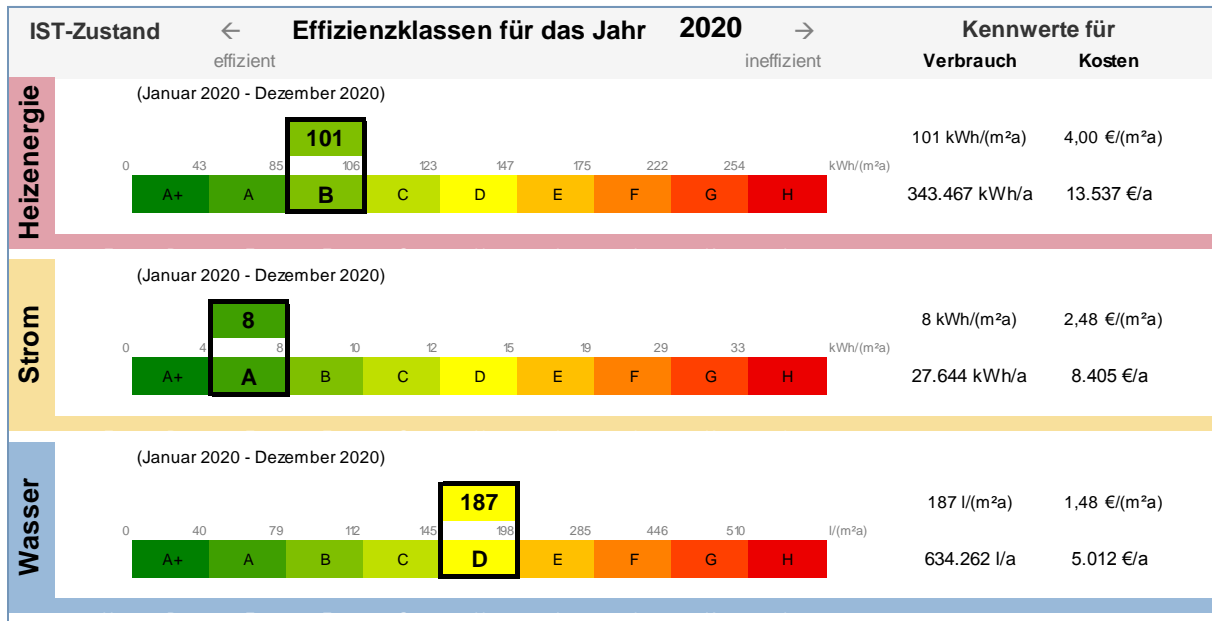 IST-Zustand ← Effizienzklassen für das Jahr 2020 → Kennwerte für
effizient ineffizient Verbrauch Kosten
Heizenergie
(Januar 2020 - Dezember 2020)
101 101 kWh/(m²a) 4,00 €/(m²a)
0 43 85 106 123 147 175 222 254 kWh/(m²a)
A+ A B C D E F G H 343.467 kWh/a 13.537 €/a
Strom
(Januar 2020 - Dezember 2020)
8 8 kWh/(m²a) 2,48 €/(m²a)
0 4 8 10 12 15 19 29 33 kWh/(m²a)
A+ A B C D E F G H 27.644 kWh/a 8.405 €/a
Wasser
(Januar 2020 - Dezember 2020)
187 187 l/(m²a) 1,48 €/(m²a)
0 40 79 112 145 198 285 446 510 l/(m²a)
A+ A B C D E F G H 634.262 l/a 5.012 €/a